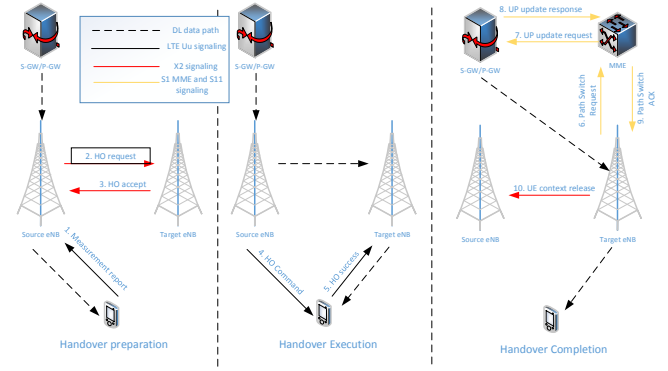 S-GW/P-GW
DL data path
LTE Uu signaling
X2 signaling
S1 MME and S11
signaling
S-GW/P-GW
2. HO request
3. HO accept
Source eNB
Target eNB
1. Measurement report
Handover preparation
Source eNB
Target eNB
4. HO Command
5. HO success
Handover Execution
8. UP update response
7. UP update request
S-GW/P-GW
MME
6. Path Switch
Request
9. Path Switch
ACK
10. UE context release
Source eNB
Target eNB
Handover Completion